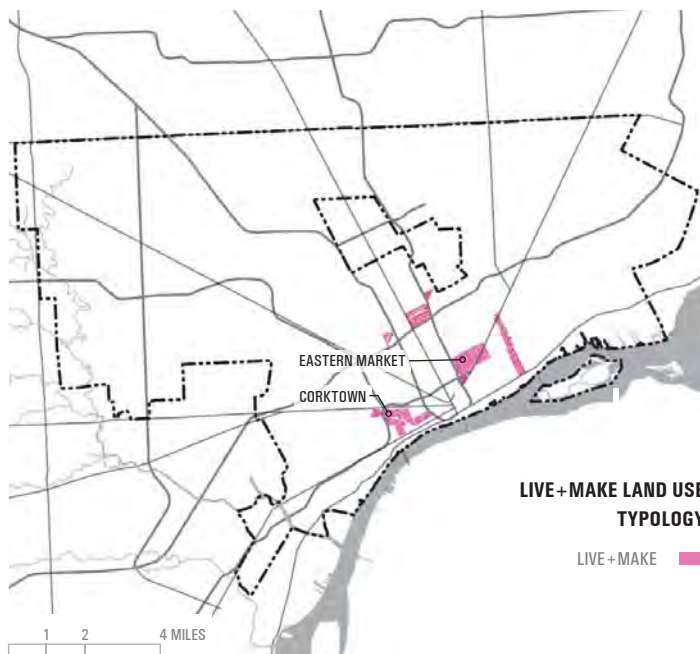 EASTERN MARKET
CORKTOWN
LIVE+MAKE LAND USE
TYPOLOGY
LIVE+MAKE
1 2 4 MILES